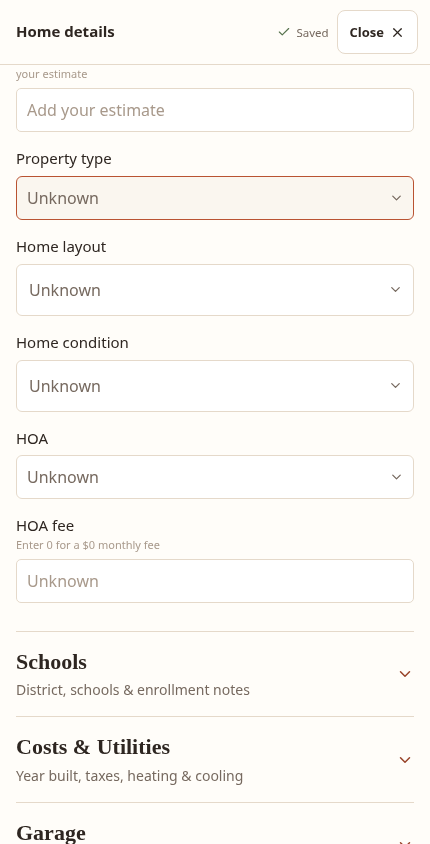 Home details
Saved
Close
your estimate
Add your estimate
Property type
Unknown
Home layout
Unknown
Home condition
Unknown
HOA
Unknown
HOA fee
Enter 0 for a $0 monthly fee
Unknown
Schools
District, schools & enrollment notes
Costs & Utilities
Year built, taxes, heating & cooling
Garage